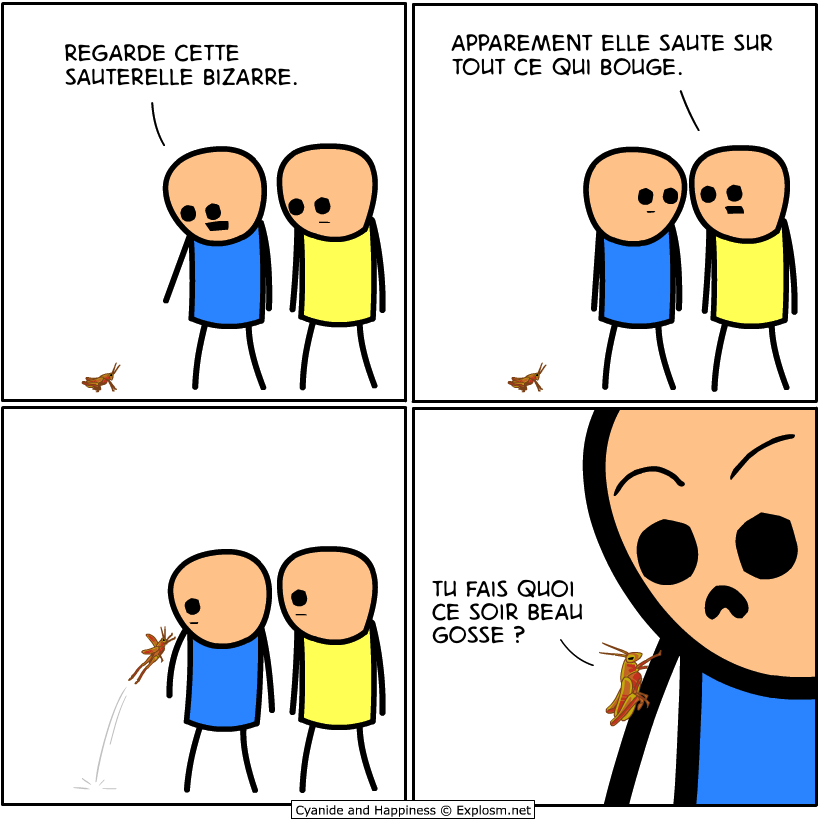 REGARDE CETTE
SAUTERELLE BIZARRE.
APPAREMENT ELLE SAUTE SUR
TOUT CE QUI BOUGE.
TU FAIS QUOI
CE SOIR BEAU
GOSSE ?
Cyanide and Happiness © Explosm.net